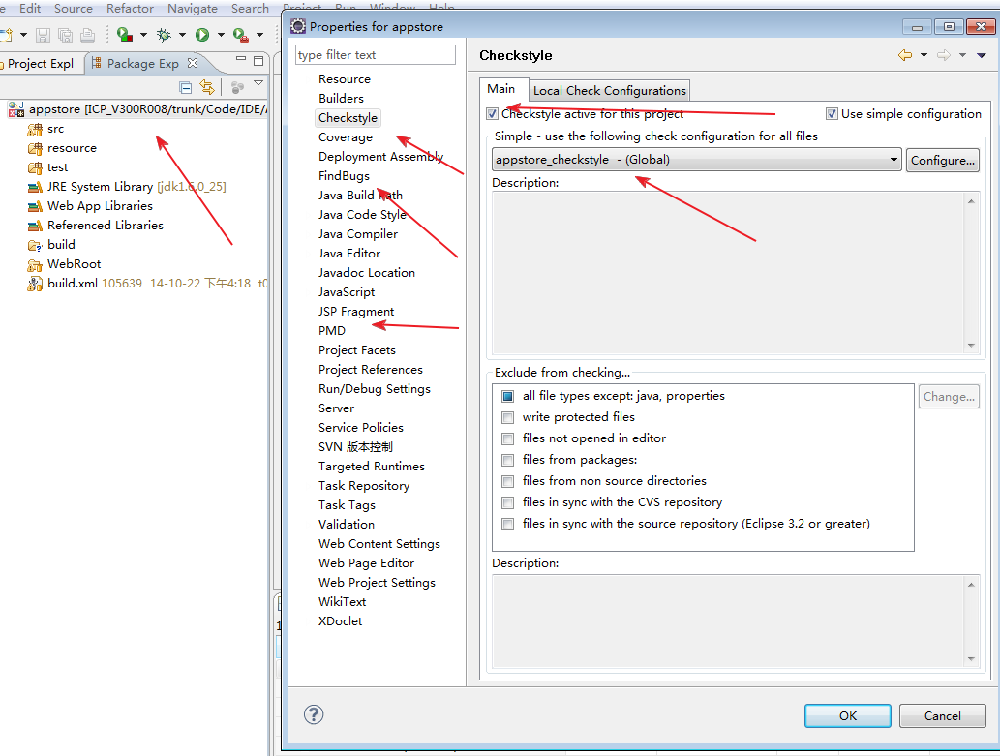 Edit Source Refactor Navigate Search Project Run Window Help
Properties for appstore
Project Expl
Package Exp
appstore [ICP_V300R008/trunk/Code/IDE/
src
resource
test
JRE System Library [jdk1.6.0_25]
Web App Libraries
Referenced Libraries
build
WebRoot
build.xml 105639 14-10-22 下午4:18
type filter text
Resource
Builders
Checkstyle
Coverage
Deployment Assembly
FindBugs
Java Build Path
Java Code Style
Java Compiler
Java Editor
Javadoc Location
JavaScript
JSP Fragment
PMD
Project Facets
Project References
Run/Debug Settings
Server
Service Policies
SVN 版本控制
Targeted Runtimes
Task Repository
Task Tags
Validation
Web Content Settings
Web Page Editor
Web Project Settings
WikiText
XDoclet
Checkstyle
Main
Local Check Configurations
Checkstyle active for this project
Use simple configuration
Simple - use the following check configuration for all files
appstore_checkstyle - (Global)
Configure...
Description:
Exclude from checking...
all file types except: java, properties
Change...
write protected files
files not opened in editor
files from packages:
files from non source directories
files in sync with the CVS repository
files in sync with the source repository (Eclipse 3.2 or greater)
Description:
OK
Cancel